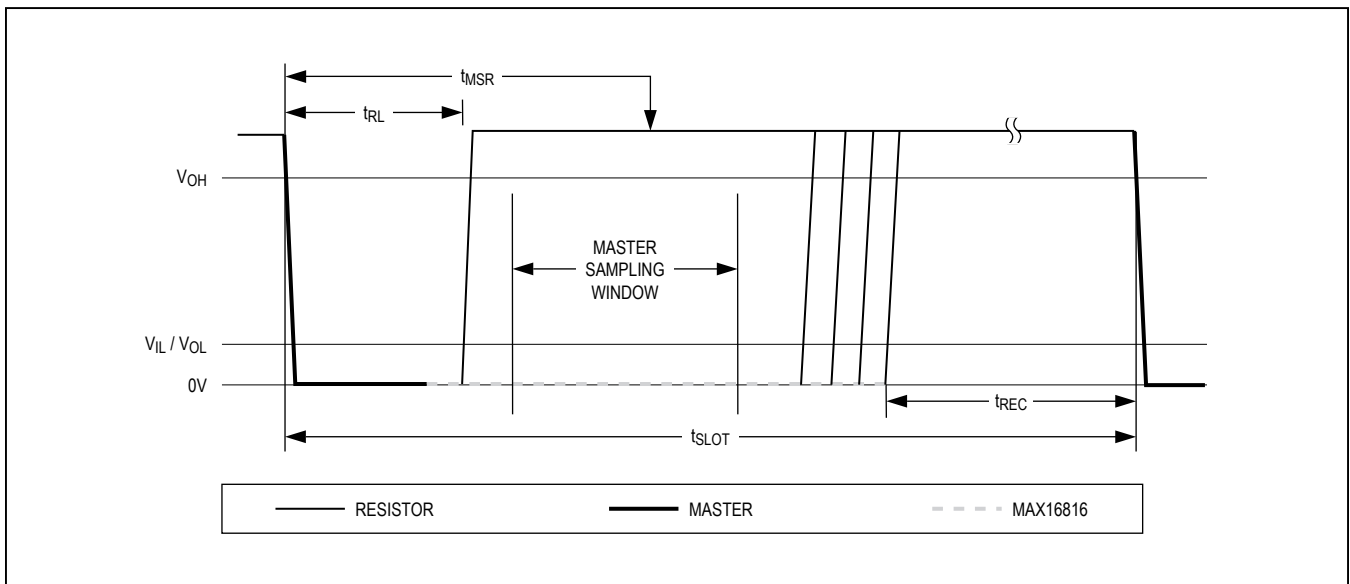 tMSR
tRL
VOH
MASTER
SAMPLING
WINDOW
VIL / VOL
0V
tREC
tSLOT
RESISTOR MASTER MAX16816